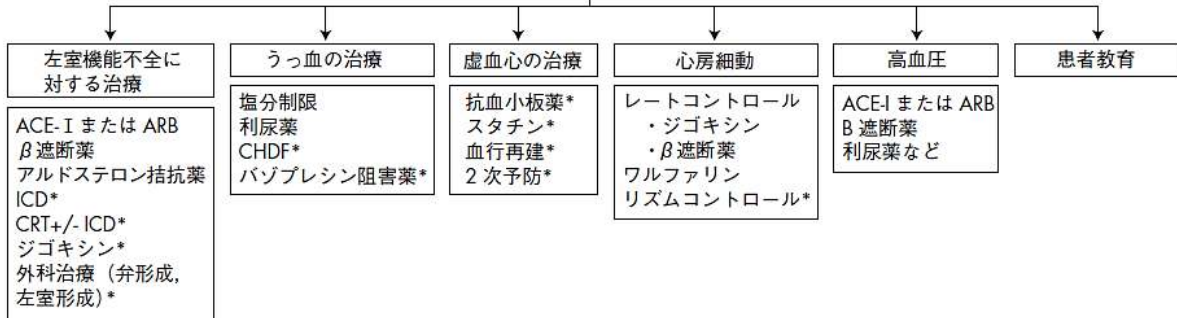 左室機能不全に
対する治療
ACE-Ⅰ または ARB
β遮断薬
アルドステロン拮抗薬
ICD*
CRT+/- ICD*
ジゴキシン*
外科治療（弁形成，
左室形成）*
うっ血の治療
塩分制限
利尿薬
CHDF*
バゾプレシン阻害薬*
虚血心の治療
抗血小板薬*
スタチン*
血行再建*
2 次予防*
心房細動
レートコントロール
・ジゴキシン
・β遮断薬
ワルファリン
リズムコントロール*
高血圧
ACE-I または ARB
B 遮断薬
利尿薬など
患者教育